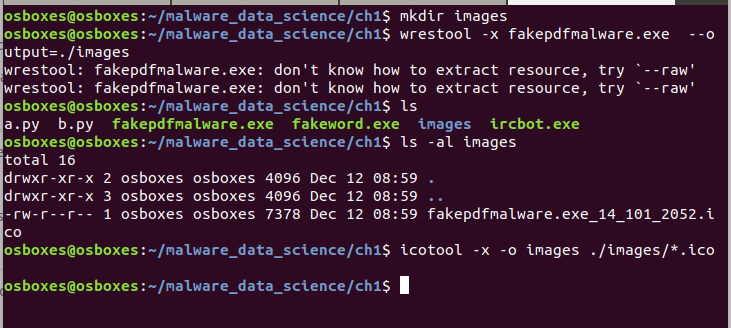 osboxes@osboxes:~/malware_data_science/ch1$ mkdir images
osboxes@osboxes:~/malware_data_science/ch1$ wrestool -x fakepdfmalware.exe  --o
utput=./images
wrestool: fakepdfmalware.exe: don't know how to extract resource, try `--raw'
wrestool: fakepdfmalware.exe: don't know how to extract resource, try `--raw'
osboxes@osboxes:~/malware_data_science/ch1$ ls
a.py  b.py  fakepdfmalware.exe  fakeword.exe  images  ircbot.exe
osboxes@osboxes:~/malware_data_science/ch1$ ls -al images
total 16
drwxr-xr-x 2 osboxes osboxes 4096 Dec 12 08:59 .
drwxr-xr-x 3 osboxes osboxes 4096 Dec 12 08:59 ..
-rw-r--r-- 1 osboxes osboxes 7378 Dec 12 08:59 fakepdfmalware.exe_14_101_2052.i
co
osboxes@osboxes:~/malware_data_science/ch1$ icotool -x -o images ./images/*.ico
osboxes@osboxes:~/malware_data_science/ch1$